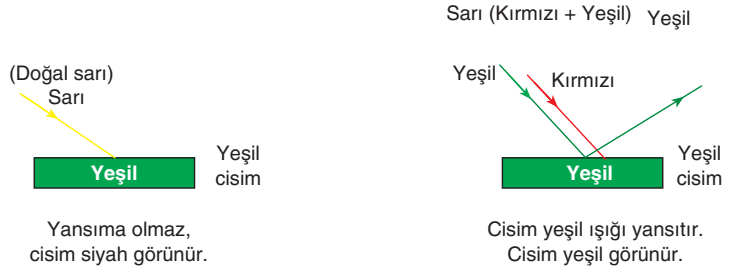 (Doğal sarı)
Sarı
Yeşil
Yeşil
cisim
Yansıma olmaz,
cisim siyah görünür.
Sarı (Kırmızı + Yeşil) Yeşil
Yeşil
Kırmızı
Yeşil
Yeşil
cisim
Cisim yeşil ışığı yansıtır.
Cisim yeşil görünür.